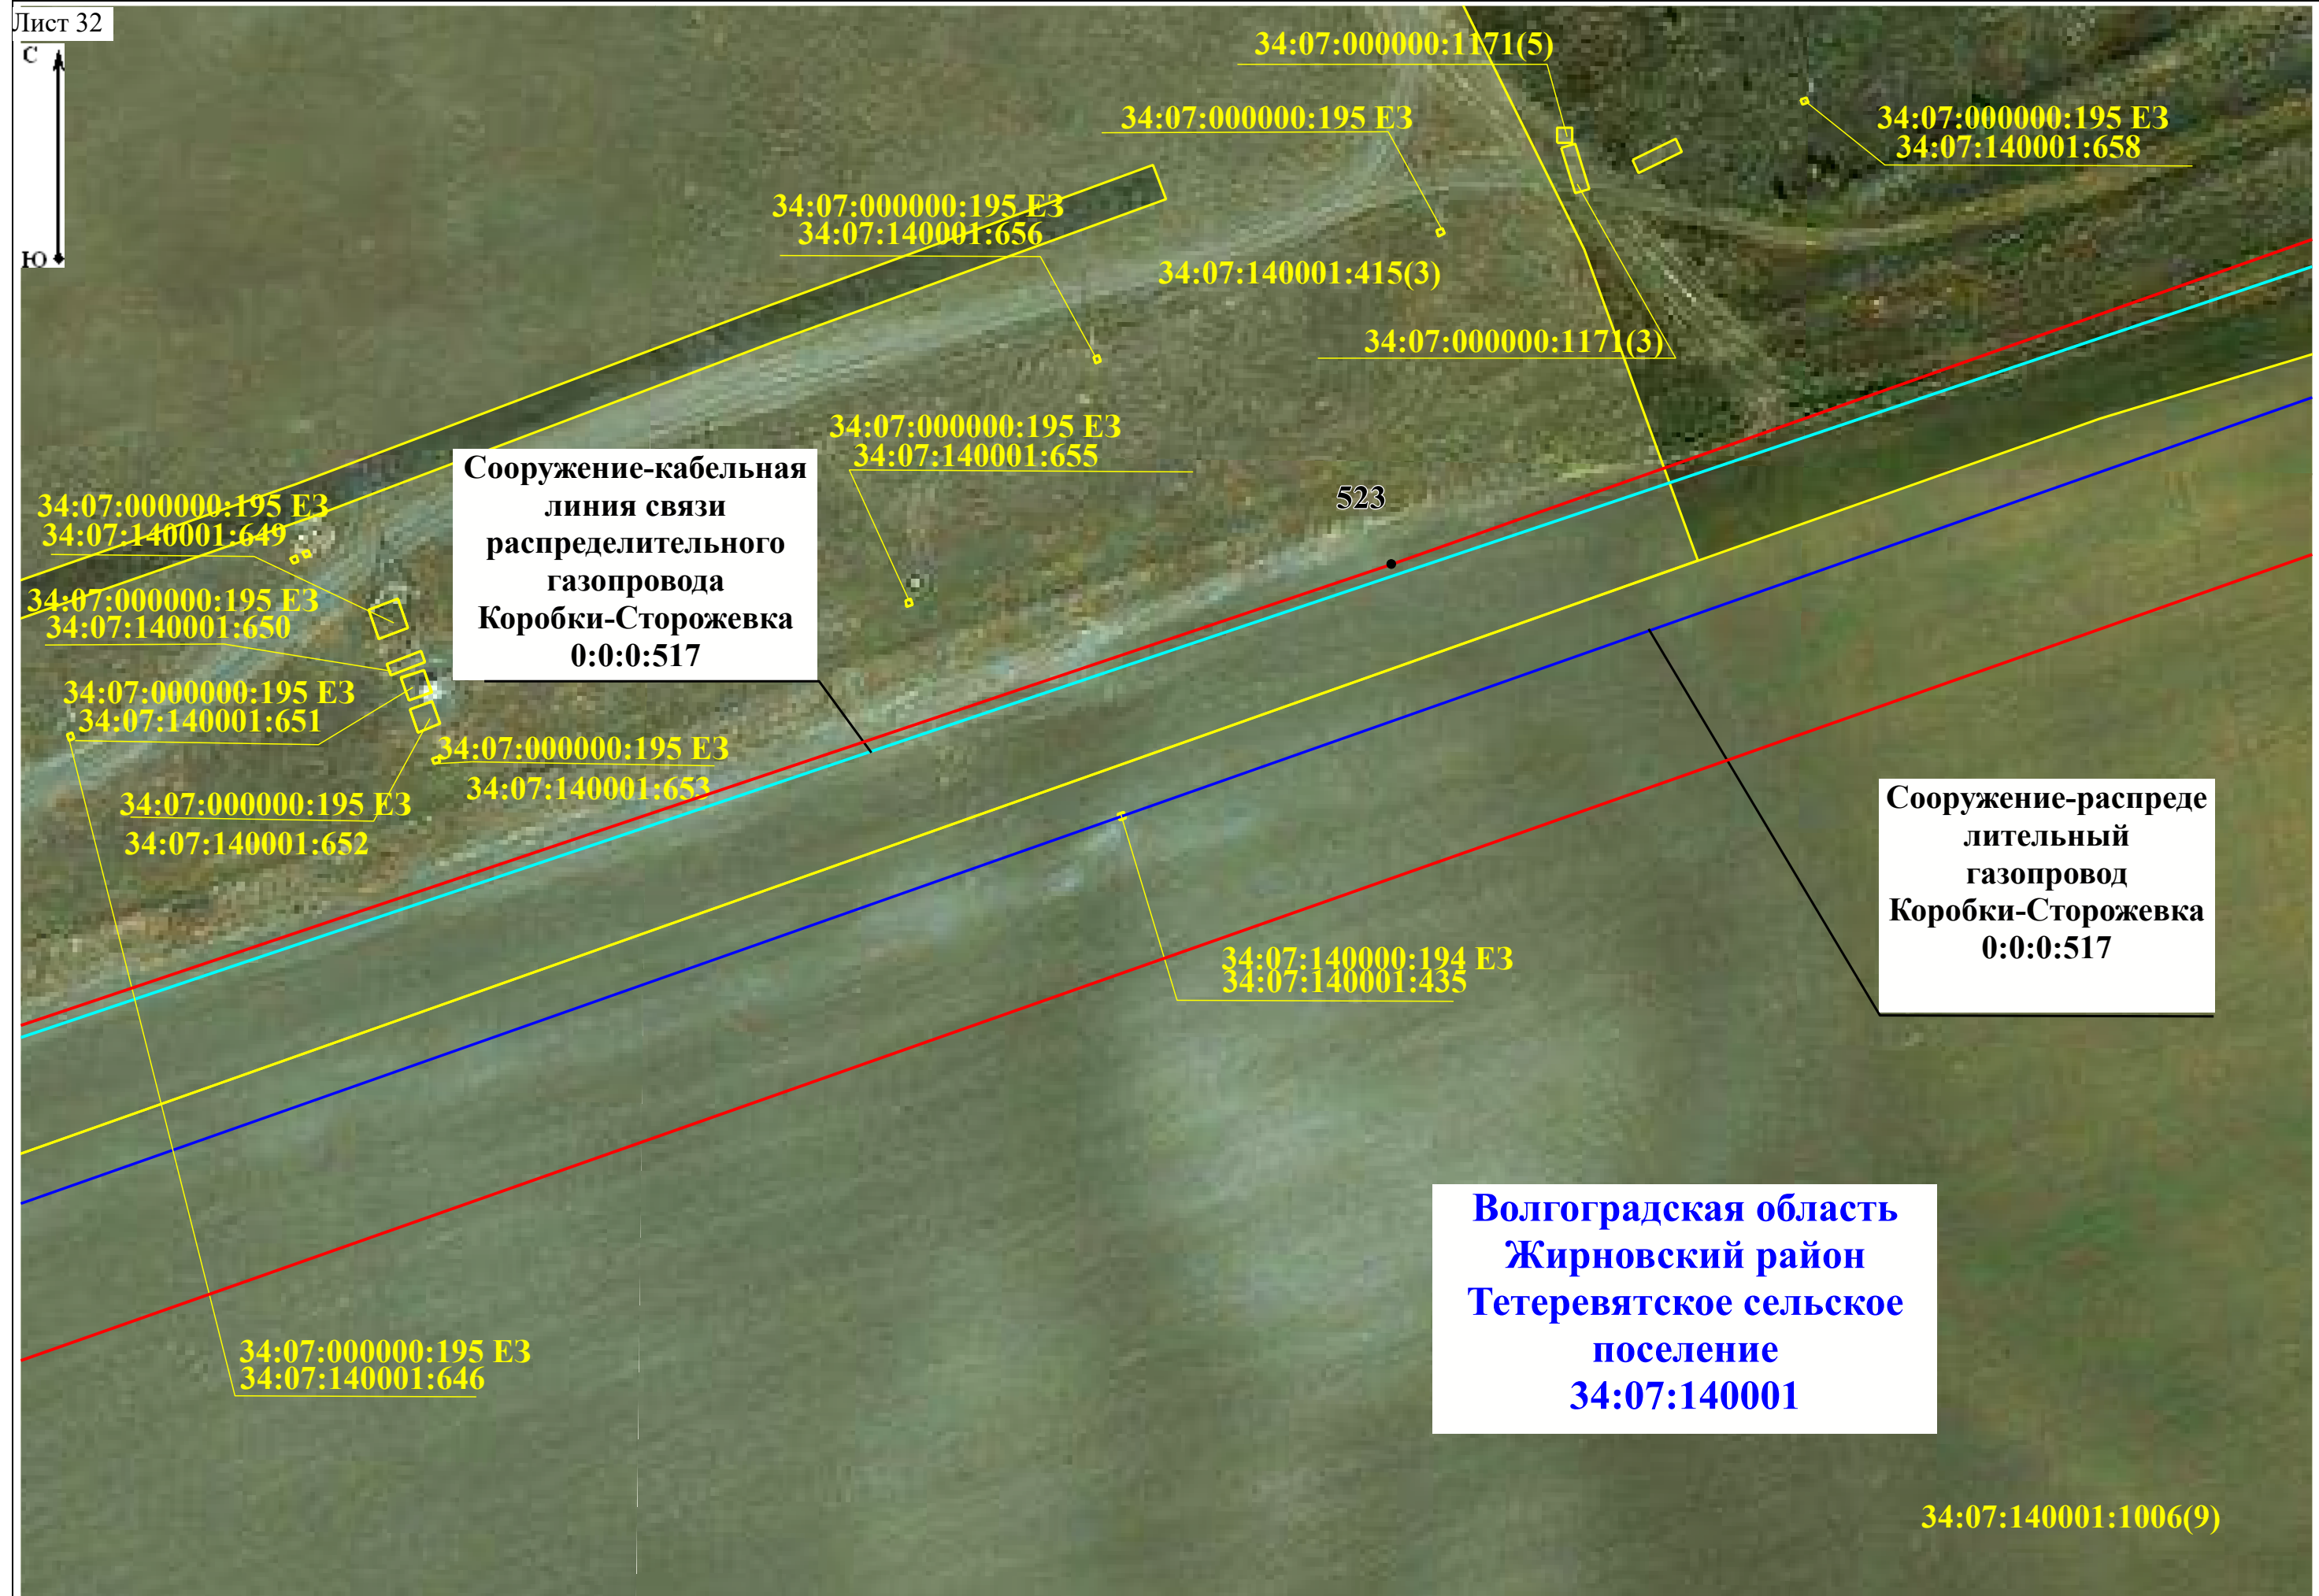 Лист 32
С
Ю
34:07:000000:1171(5)
34:07:000000:195 ЕЗ
34:07:000000:195 ЕЗ
34:07:140001:658
34:07:000000:195 ЕЗ
34:07:140001:656
34:07:140001:415(3)
34:07:000000:1171(3)
34:07:000000:195 ЕЗ
34:07:140001:655
Сооружение-кабельная
линия связи
распределительного
газопровода
Коробки-Сторожевка
0:0:0:517
523
34:07:000000:195 ЕЗ
34:07:140001:649
34:07:000000:195 ЕЗ
34:07:140001:650
34:07:000000:195 ЕЗ
34:07:140001:651
34:07:000000:195 ЕЗ
34:07:140001:653
34:07:000000:195 ЕЗ
34:07:140001:652
Сооружение-распреде
лительный
газопровод
Коробки-Сторожевка
0:0:0:517
34:07:140000:194 ЕЗ
34:07:140001:435
Волгоградская область
Жирновский район
Тетеревятское сельское
поселение
34:07:140001
34:07:000000:195 ЕЗ
34:07:140001:646
34:07:140001:1006(9)